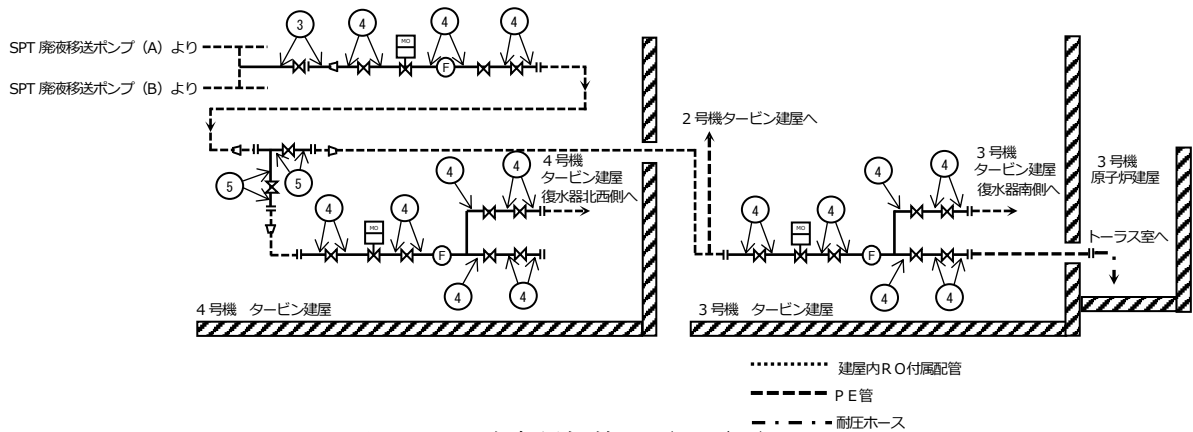 ③ ④ MO ④ ④
SPT 廃液移送ポンプ（A）より
F
SPT 廃液移送ポンプ（B）より
2号機タービン建屋へ
④ ④ 4号機
タービン建屋
復水器北西側へ
⑤ ⑤
④ ④ 3号機
タービン建屋
復水器南側へ
3号機
原子炉建屋
④ MO ④
④ MO ④
トーラス室へ
F
F
④ ④
④ ④
4号機 タービン建屋
3号機 タービン建屋
建屋内RO付属配管
PE管
耐圧ホース